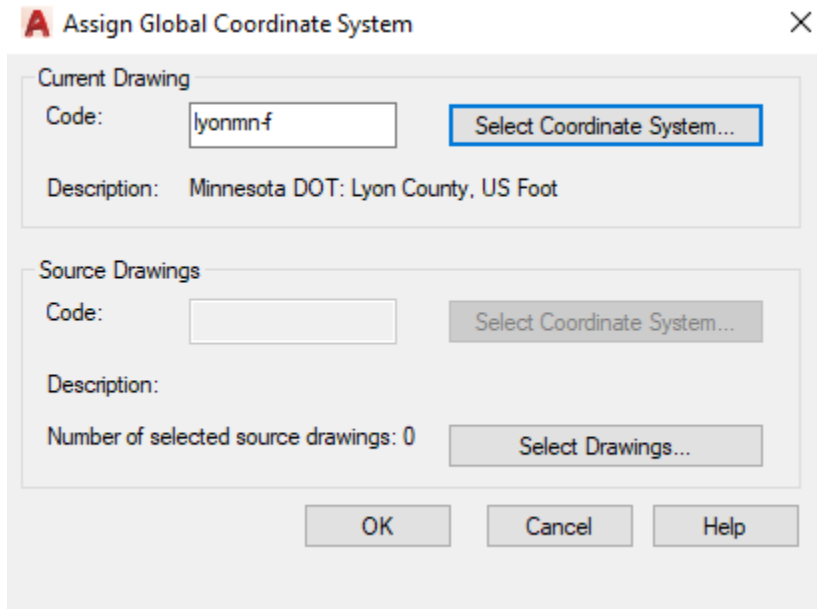 Assign Global Coordinate System
Current Drawing
Code:
lyonmn-f
Select Coordinate System...
Description: Minnesota DOT: Lyon County, US Foot
Source Drawings
Code:
Select Coordinate System...
Description:
Number of selected source drawings: 0
Select Drawings...
OK
Cancel
Help